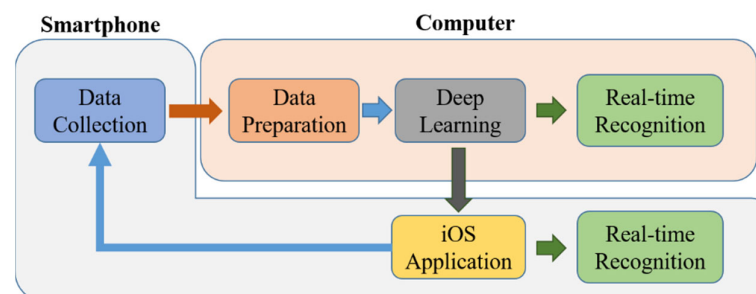 Smartphone
Computer
Data
Collection
Data
Preparation
Deep
Learning
Real-time
Recognition
iOS
Application
Real-time
Recognition